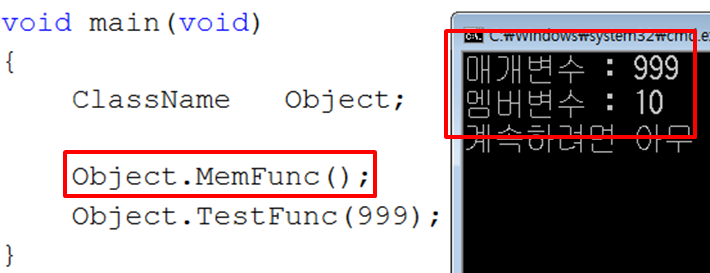 void main(void)
{
ClassName Object;
Object.MemFunc();
Object.TestFunc(999);
}
C:₩Windows₩system32₩cmd.ex
매개변수 : 999
멤버변수 : 10
계속하려면 아무